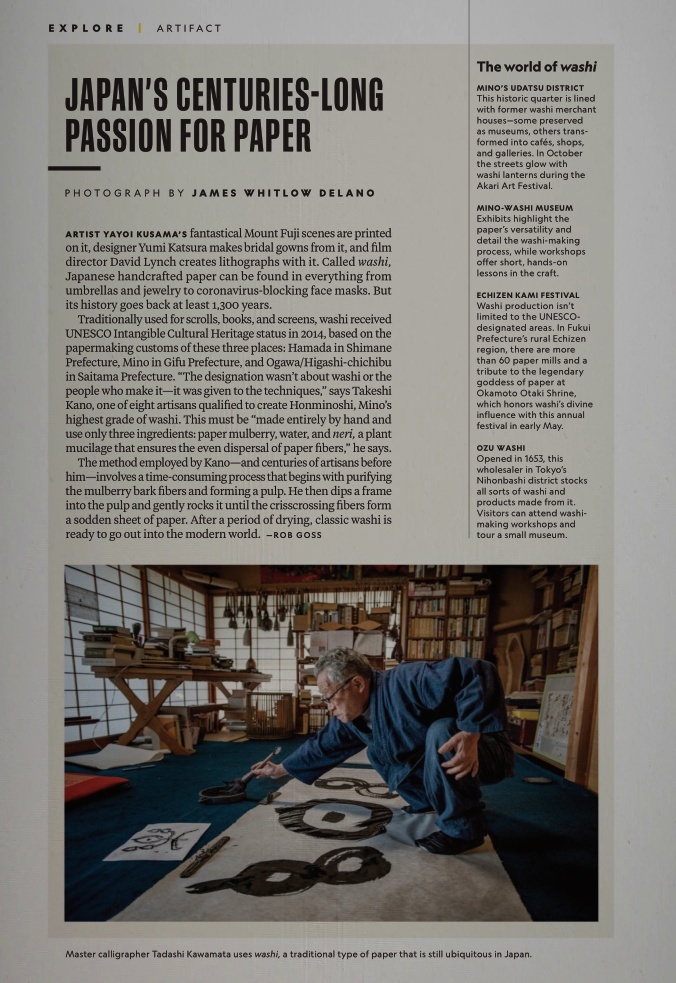 EXPLORE | ARTIFACT
JAPAN'S CENTURIES-LONG
PASSION FOR PAPER
PHOTOGRAPH BY JAMES WHITLOW DELANO
ARTIST YAYOI KUSAMA'S fantastical Mount Fuji scenes are printed
on it, designer Yumi Katsura makes bridal gowns from it, and film
director David Lynch creates lithographs with it. Called washi,
Japanese handcrafted paper can be found in everything from
umbrellas and jewelry to coronavirus-blocking face masks. But
its history goes back at least 1,300 years.
Traditionally used for scrolls, books, and screens, washi received
UNESCO Intangible Cultural Heritage status in 2014, based on the
papermaking customs of these three places: Hamada in Shimane
Prefecture, Mino in Gifu Prefecture, and Ogawa/Higashi-chichibu
in Saitama Prefecture. “The designation wasn't about washi or the
people who make it—it was given to the techniques,” says Takeshi
Kano, one of eight artisans qualified to create Honminoshi, Mino's
highest grade of washi. This must be “made entirely by hand and
use only three ingredients: paper mulberry, water, and neri, a plant
mucilage that ensures the even dispersal of paper fibers,” he says.
The method employed by Kano—and centuries of artisans before
him—involves a time-consuming process that begins with purifying
the mulberry bark fibers and forming a pulp. He then dips a frame
into the pulp and gently rocks it until the crisscrossing fibers form
a sodden sheet of paper. After a period of drying, classic washi is
ready to go out into the modern world. —ROB GOSS
The world of washi
MINO'S UDATSU DISTRICT
This historic quarter is lined
with former washi merchant
houses—some preserved
as museums, others trans-
formed into cafés, shops,
and galleries. In October
the streets glow with
washi lanterns during the
Akari Art Festival.
MINO-WASHI MUSEUM
Exhibits highlight the
paper's versatility and
detail the washi-making
process, while workshops
offer short, hands-on
lessons in the craft.
ECHIZEN KAMI FESTIVAL
Washi production isn't
limited to the UNESCO-
designated areas. In Fukui
Prefecture's rural Echizen
region, there are more
than 60 paper mills and a
tribute to the legendary
goddess of paper at
Okamoto Otaki Shrine,
which honors washi's divine
influence with this annual
festival in early May.
OZU WASHI
Opened in 1653, this
wholesaler in Tokyo's
Nihonbashi district stocks
all sorts of washi and
products made from it.
Visitors can attend washi-
making workshops and
tour a small museum.
Master calligrapher Tadashi Kawamata uses washi, a traditional type of paper that is still ubiquitous in Japan.